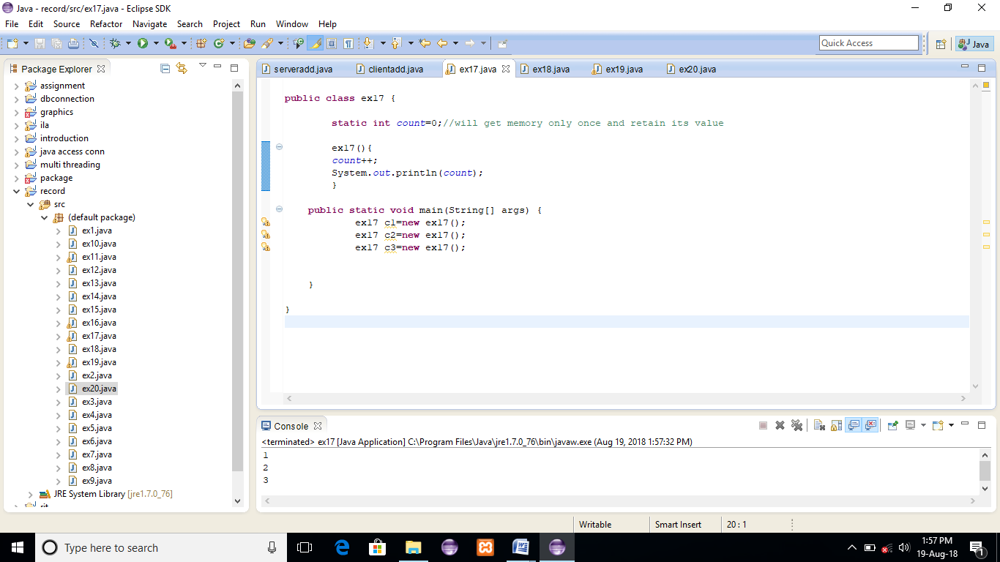 Java - record/src/ex17.java - Eclipse SDK
File Edit Source Refactor Navigate Search Project Run Window Help
Quick Access
Java
Package Explorer
assignment
dbconnection
graphics
ila
introduction
java access conn
multi threading
package
record
src
(default package)
ex1.java
ex10.java
ex11.java
ex12.java
ex13.java
ex14.java
ex15.java
ex16.java
ex17.java
ex18.java
ex19.java
ex2.java
ex20.java
ex3.java
ex4.java
ex5.java
ex6.java
ex7.java
ex8.java
ex9.java
JRE System Library [jre1.7.0_76]
serveradd.java clientadd.java ex17.java ex18.java ex19.java ex20.java
public class ex17 {
static int count=0;//will get memory only once and retain its value
ex17(){
count++;
System.out.println(count);
}
public static void main(String[] args) {
ex17 c1=new ex17();
ex17 c2=new ex17();
ex17 c3=new ex17();
}
}
Console
<terminated> ex17 [Java Application] C:\Program Files\Java\jre1.7.0_76\bin\javaw.exe (Aug 19, 2018 1:57:32 PM)
1
2
3
Writable Smart Insert 20 : 1
Type here to search
1:57 PM
19-Aug-18
1